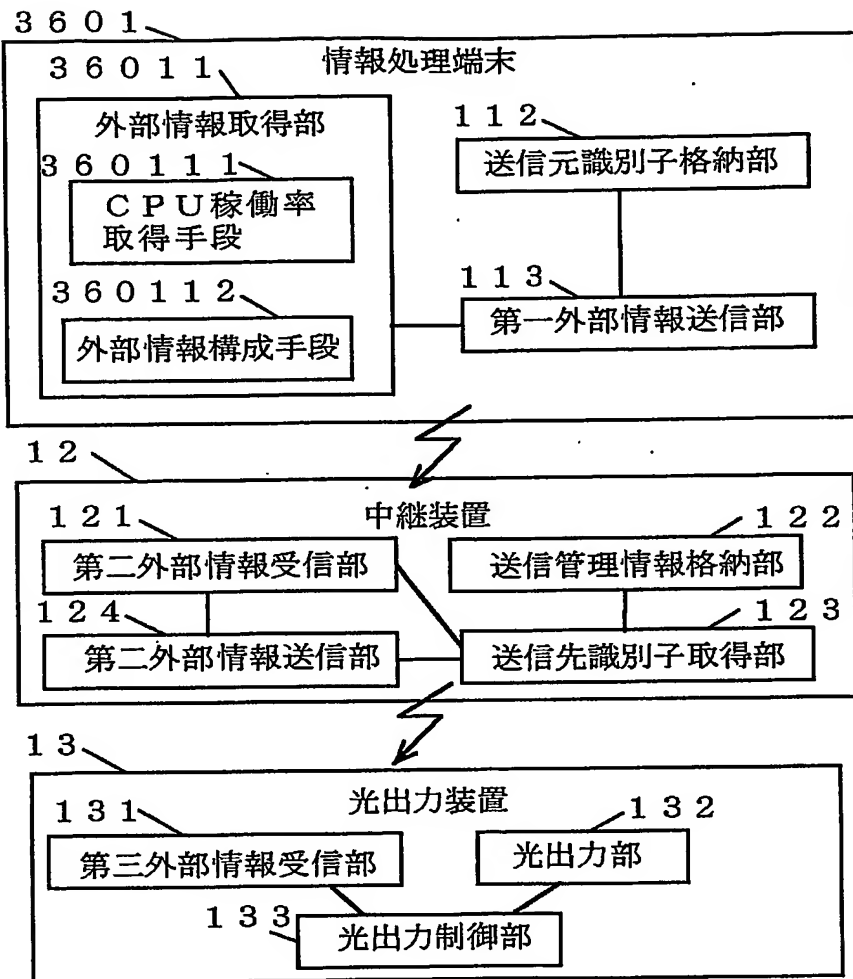 ３６０１
情報処理端末
３６０１１
外部情報取得部
１１２
送信元識別子格納部
３６０１１１
ＣＰＵ稼働率
取得手段
１１３
第一外部情報送信部
３６０１１２
外部情報構成手段
１２
中継装置
１２１
第二外部情報受信部
１２２
送信管理情報格納部
１２４
第二外部情報送信部
１２３
送信先識別子取得部
１３
光出力装置
１３１
第三外部情報受信部
１３２
光出力部
１３３
光出力制御部